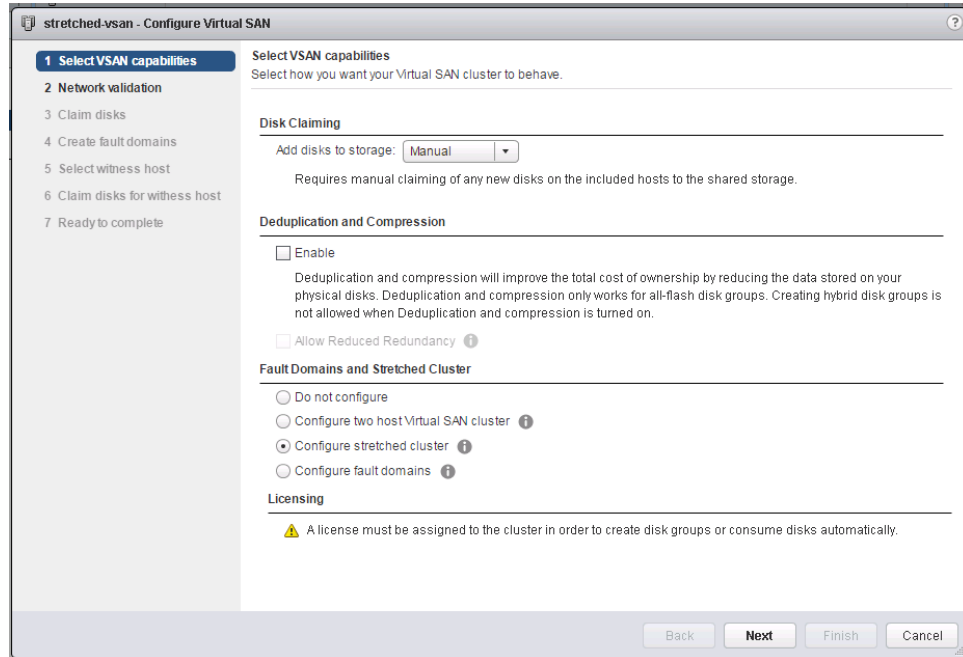 stretched-vsan - Configure Virtual SAN
?
1 Select VSAN capabilities
2 Network validation
3 Claim disks
4 Create fault domains
5 Select witness host
6 Claim disks for withess host
7 Ready to complete
Select VSAN capabilities
Select how you want your Virtual SAN cluster to behave.
Disk Claiming
Add disks to storage: Manual
Requires manual claiming of any new disks on the included hosts to the shared storage.
Deduplication and Compression
Enable
Deduplication and compression will improve the total cost of ownership by reducing the data stored on your
physical disks. Deduplication and compression only works for all-flash disk groups. Creating hybrid disk groups is
not allowed when Deduplication and compression is turned on.
Allow Reduced Redundancy
Fault Domains and Stretched Cluster
Do not configure
Configure two host Virtual SAN cluster
Configure stretched cluster
Configure fault domains
Licensing
A license must be assigned to the cluster in order to create disk groups or consume disks automatically.
Back Next Finish Cancel